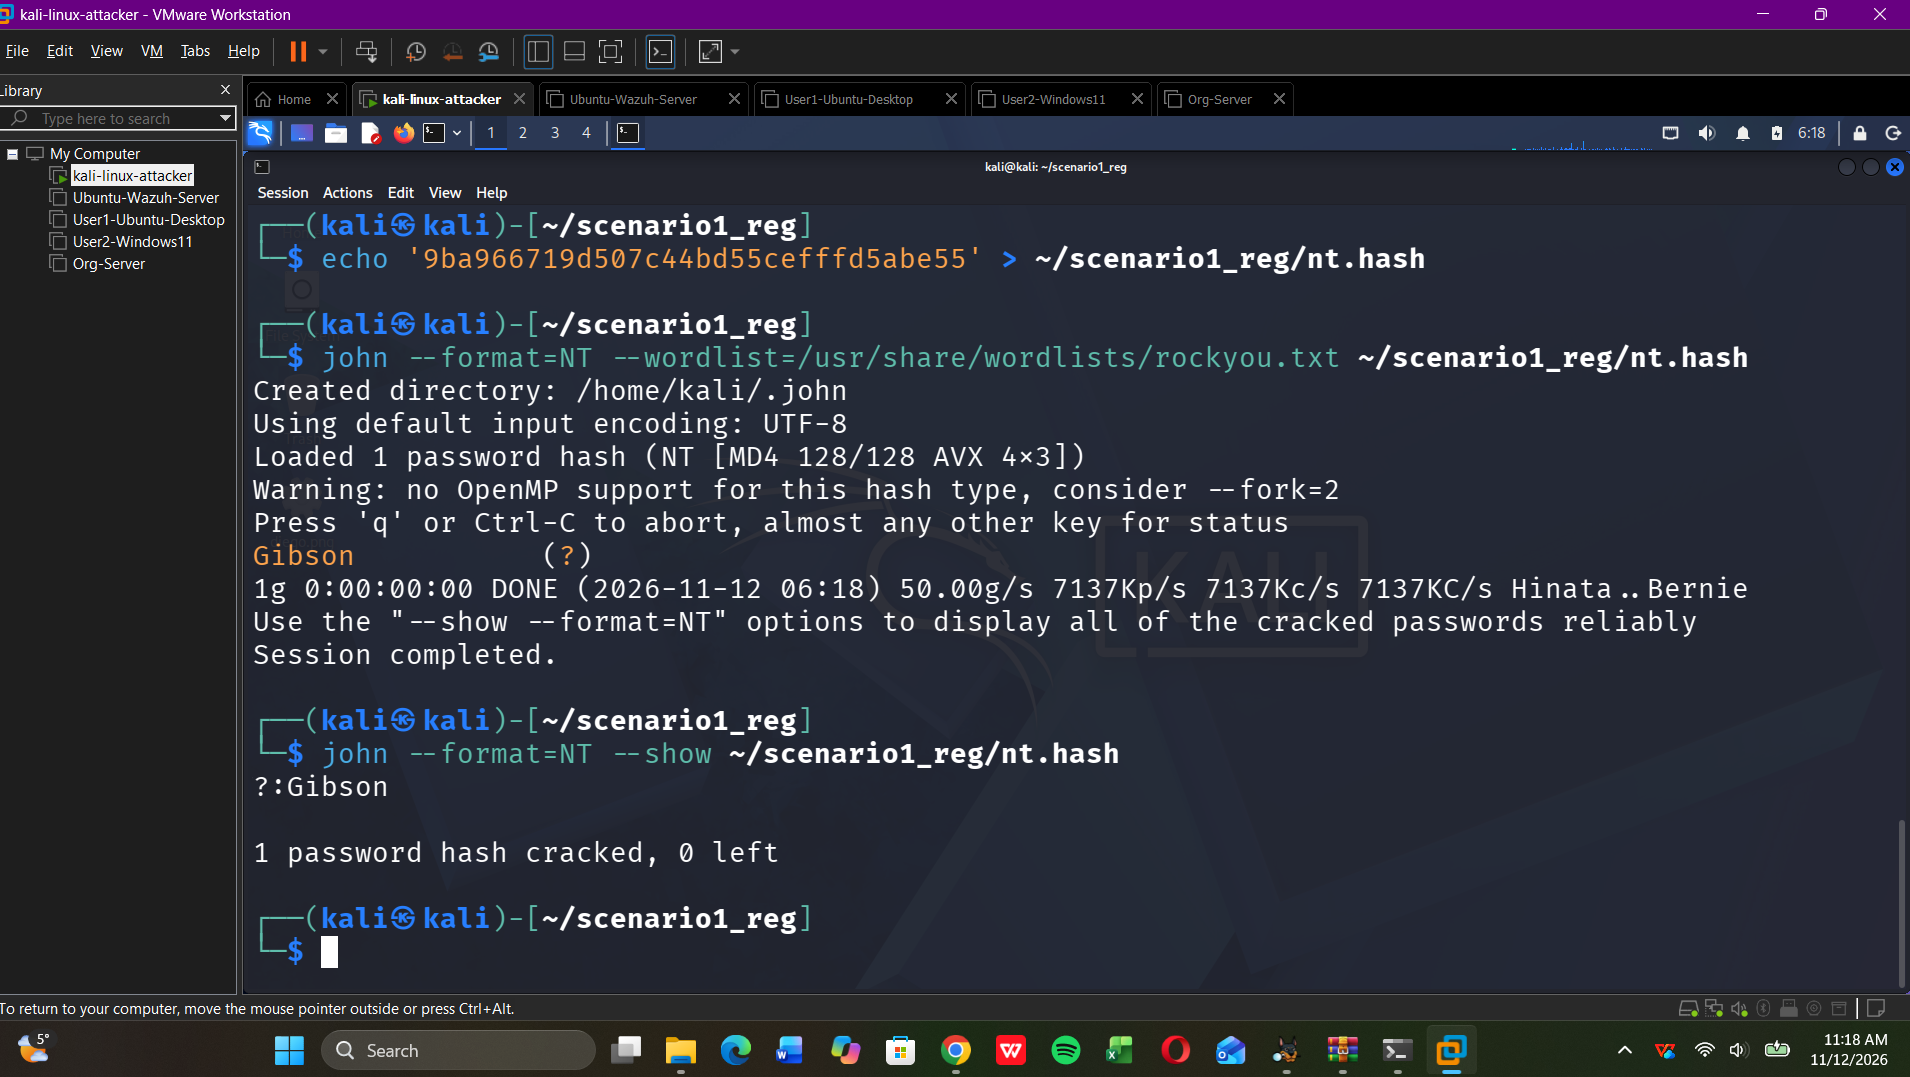 kali-linux-attacker - VMware Workstation
File Edit View VM Tabs Help
Library
Type here to search
My Computer
kali-linux-attacker
Ubuntu-Wazuh-Server
User1-Ubuntu-Desktop
User2-Windows11
Org-Server
Home kali-linux-attacker Ubuntu-Wazuh-Server User1-Ubuntu-Desktop User2-Windows11 Org-Server
1 2 3 4 6:18
kali@kali: ~/scenario1_reg
Session Actions Edit View Help
┌──(kali㉿kali)-[~/scenario1_reg]
└─$ echo '9ba966719d507c44bd55cefffd5abe55' > ~/scenario1_reg/nt.hash
┌──(kali㉿kali)-[~/scenario1_reg]
└─$ john --format=NT --wordlist=/usr/share/wordlists/rockyou.txt ~/scenario1_reg/nt.hash
Created directory: /home/kali/.john
Using default input encoding: UTF-8
Loaded 1 password hash (NT [MD4 128/128 AVX 4×3])
Warning: no OpenMP support for this hash type, consider --fork=2
Press 'q' or Ctrl-C to abort, almost any other key for status
Gibson (?)
1g 0:00:00:00 DONE (2026-11-12 06:18) 50.00g/s 7137Kp/s 7137Kc/s 7137KC/s Hinata..Bernie
Use the "--show --format=NT" options to display all of the cracked passwords reliably
Session completed.
┌──(kali㉿kali)-[~/scenario1_reg]
└─$ john --format=NT --show ~/scenario1_reg/nt.hash
?:Gibson
1 password hash cracked, 0 left
┌──(kali㉿kali)-[~/scenario1_reg]
└─$
KALI
To return to your computer, move the mouse pointer outside or press Ctrl+Alt.
5°
Search
11:18 AM
11/12/2026